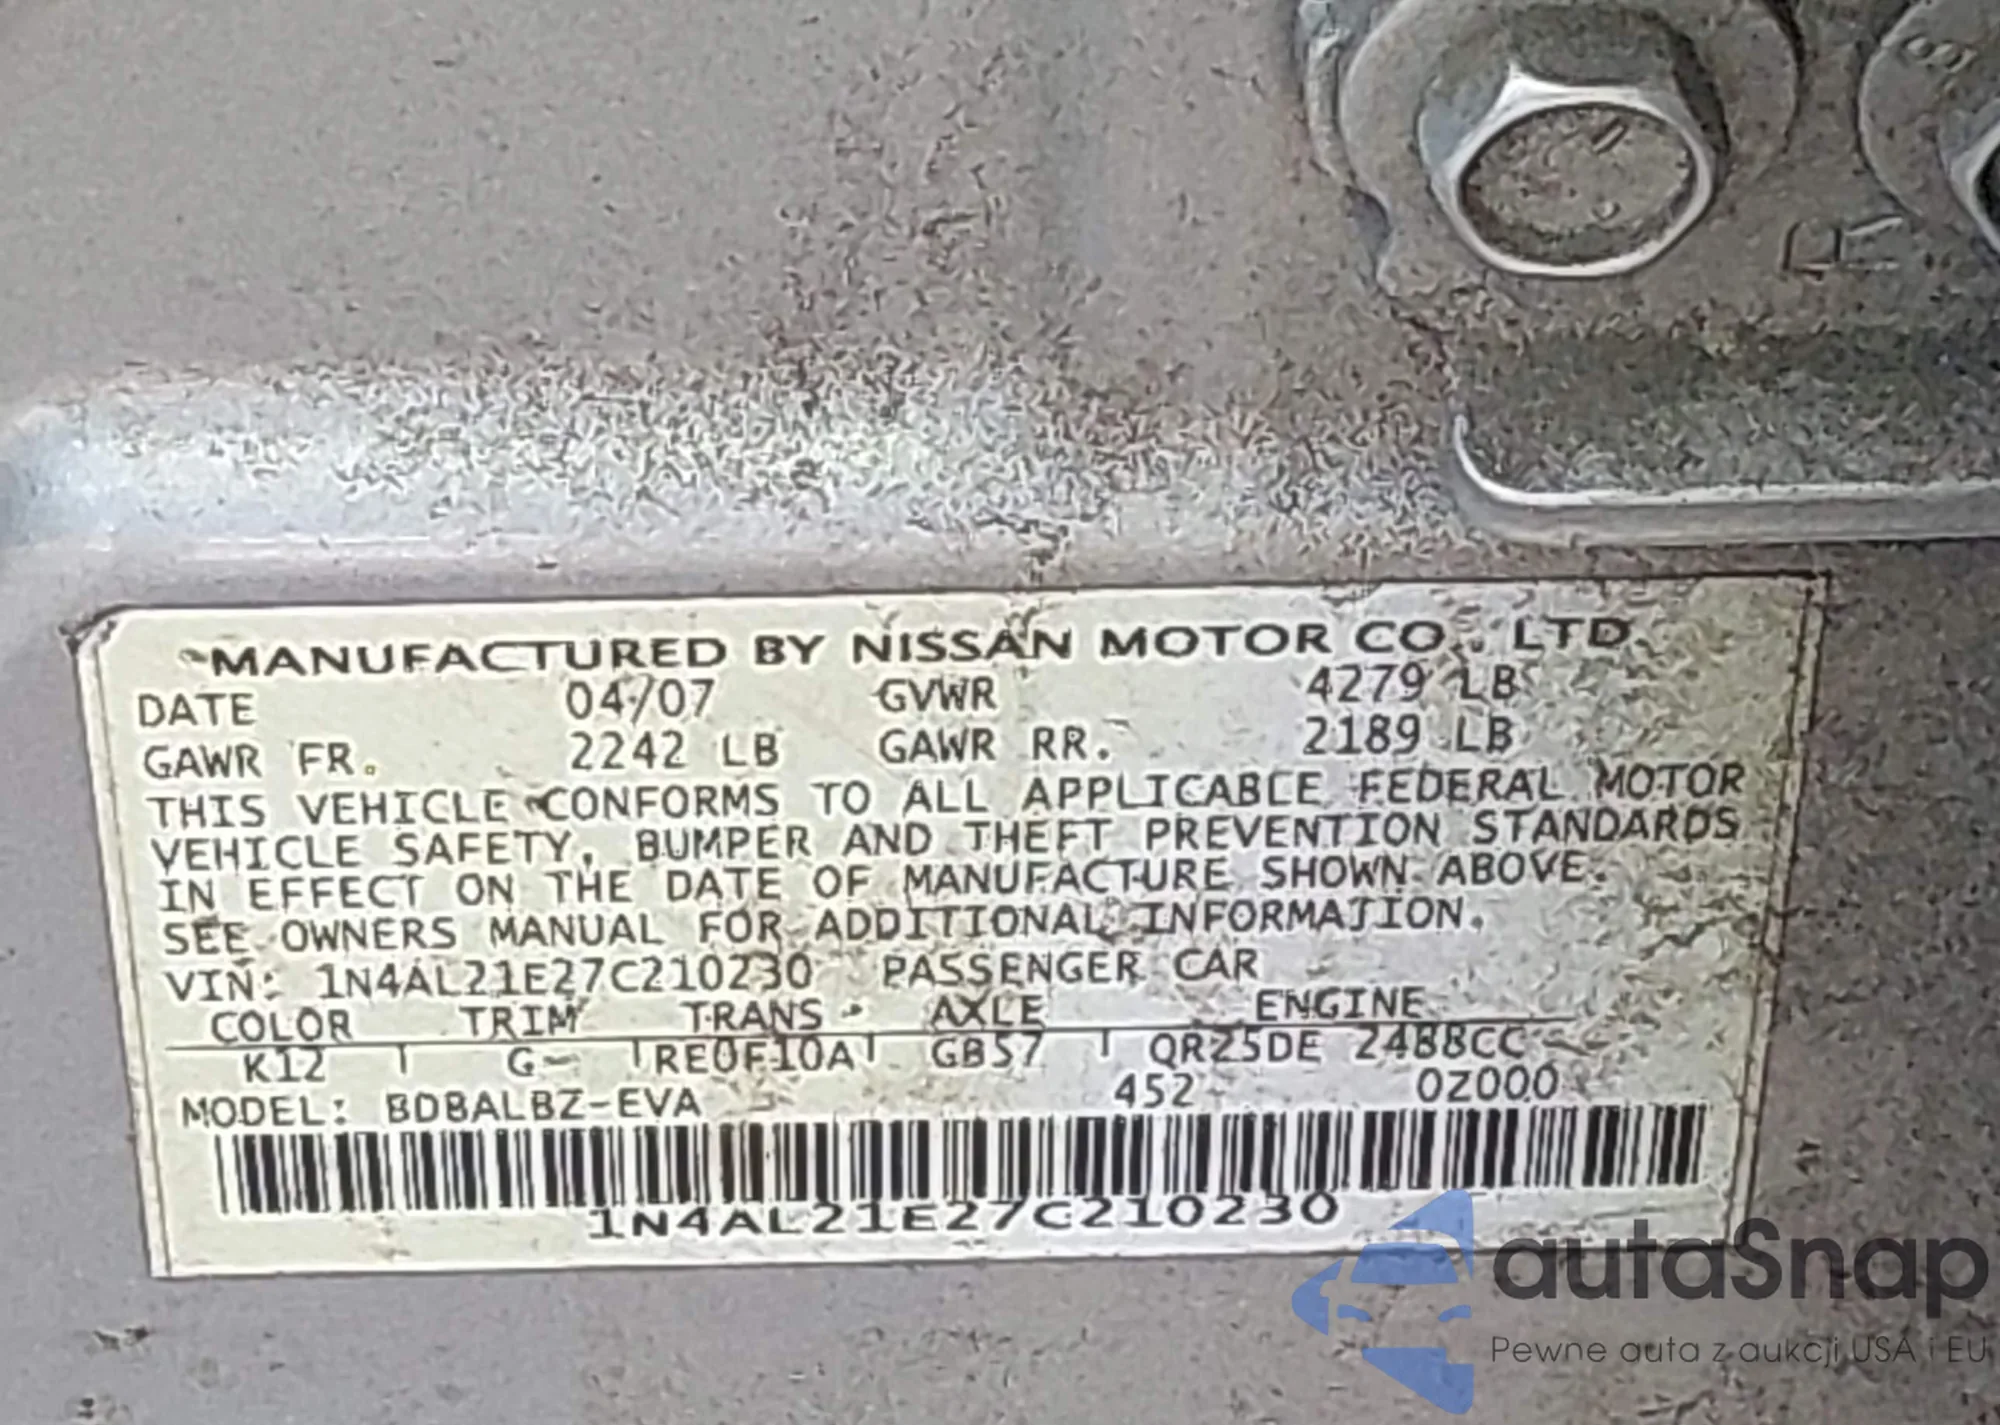 MANUFACTURED BY NISSAN MOTOR CO., LTD.
DATE 04/07 GVWR 4279 LB
GAWR FR. 2242 LB GAWR RR. 2189 LB
THIS VEHICLE CONFORMS TO ALL APPLICABLE FEDERAL MOTOR
VEHICLE SAFETY, BUMPER AND THEFT PREVENTION STANDARDS
IN EFFECT ON THE DATE OF MANUFACTURE SHOWN ABOVE.
SEE OWNERS MANUAL FOR ADDITIONAL INFORMATION.
VIN: 1N4AL21E27C210230 PASSENGER CAR
COLOR TRIM TRANS AXLE ENGINE
K12 G RE0F10A GB57 QR25DE 2488CC
MODEL: BDBALBZ-EVA 452 0Z000
1N4AL21E27C210230
R
8
autaSnap
Pewne auta z aukcji USA i EU